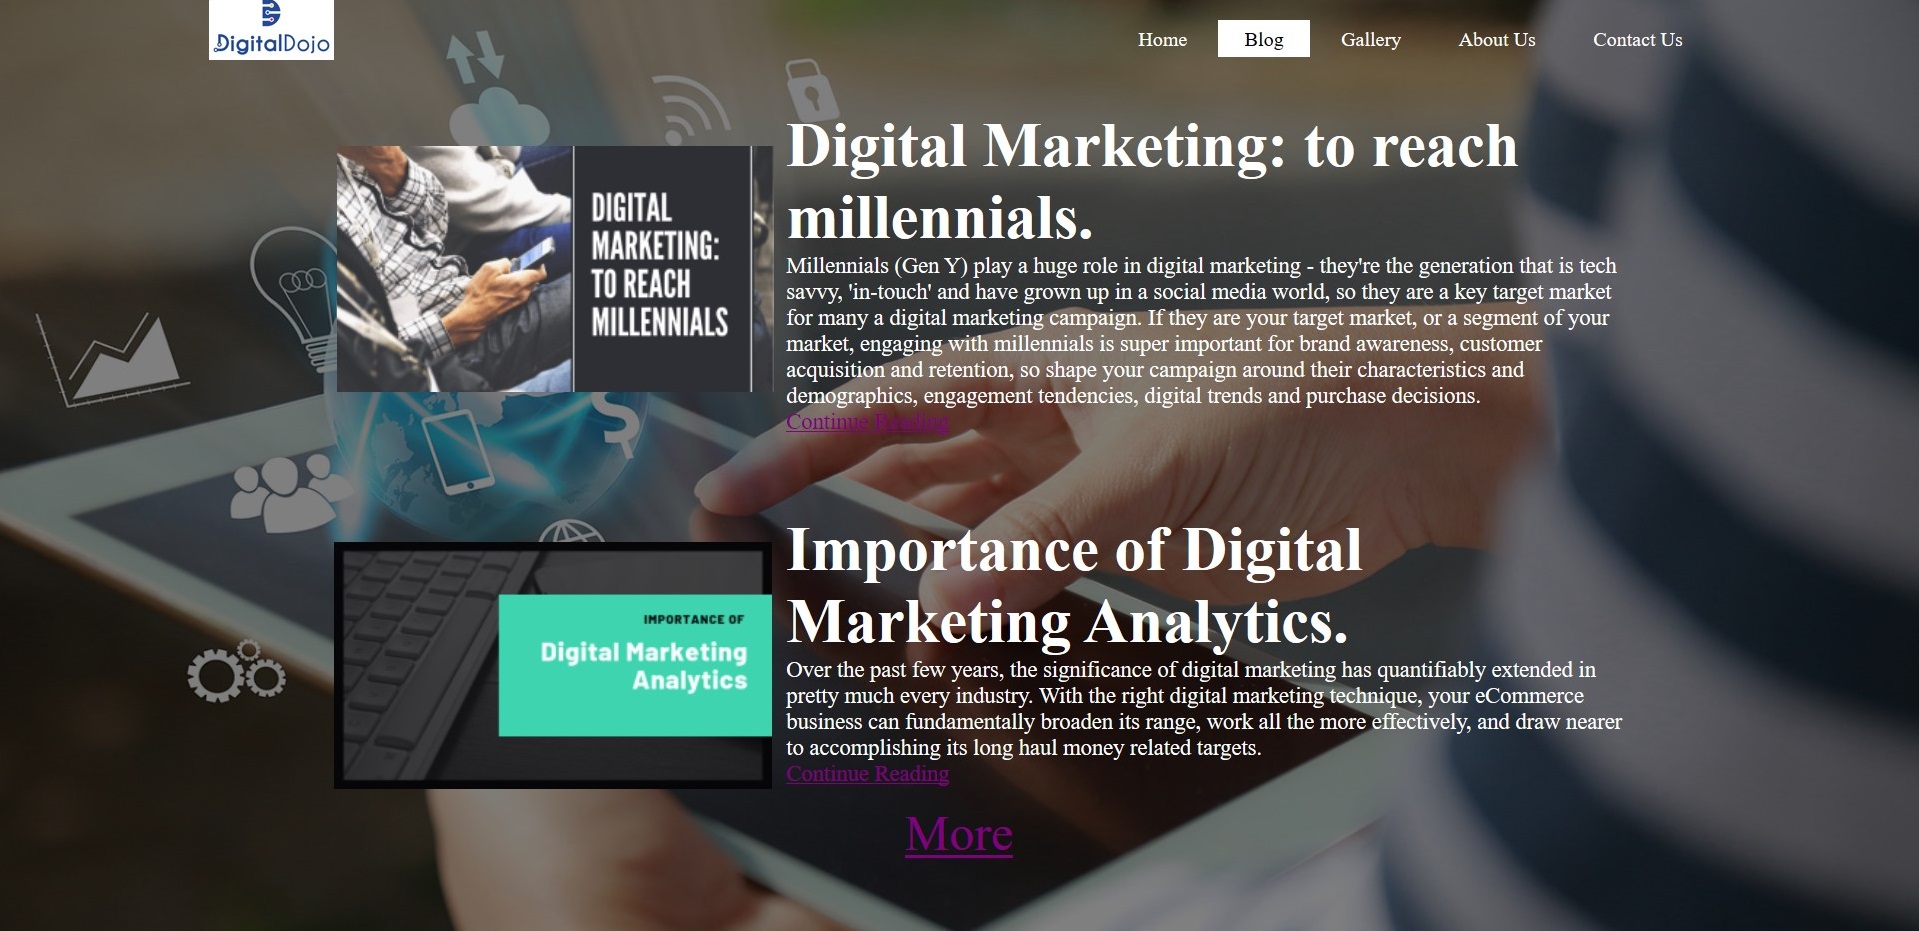 DigitalDojo
Home Blog Gallery About Us Contact Us
DIGITAL
MARKETING:
TO REACH
MILLENNIALS
Digital Marketing: to reach
millennials.
Millennials (Gen Y) play a huge role in digital marketing - they're the generation that is tech
savvy, 'in-touch' and have grown up in a social media world, so they are a key target market
for many a digital marketing campaign. If they are your target market, or a segment of your
market, engaging with millennials is super important for brand awareness, customer
acquisition and retention, so shape your campaign around their characteristics and
demographics, engagement tendencies, digital trends and purchase decisions.
Continue Reading
IMPORTANCE OF
Digital Marketing
Analytics
Importance of Digital
Marketing Analytics.
Over the past few years, the significance of digital marketing has quantifiably extended in
pretty much every industry. With the right digital marketing technique, your eCommerce
business can fundamentally broaden its range, work all the more effectively, and draw nearer
to accomplishing its long haul money related targets.
Continue Reading
More